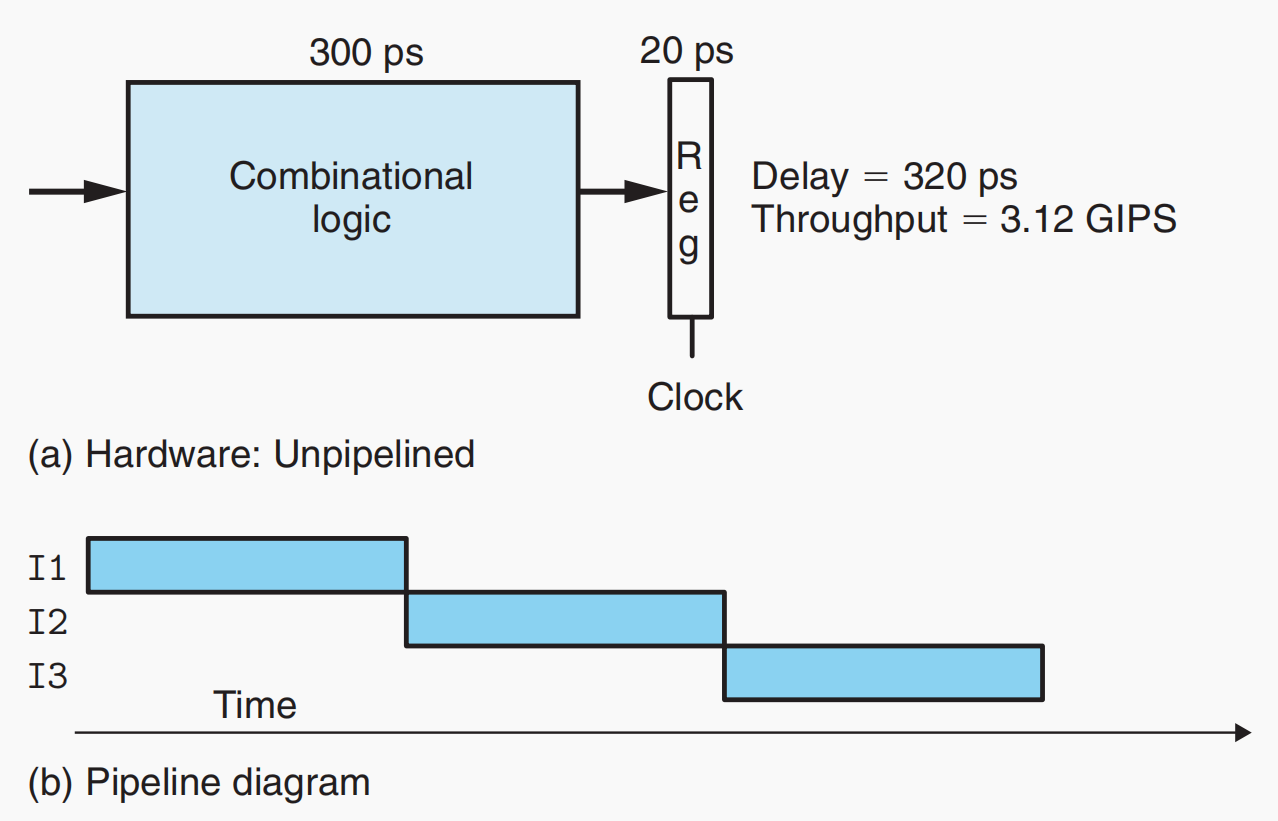 300 ps
20 ps
Combinational
logic
R
e
g
Delay = 320 ps
Throughput = 3.12 GIPS
Clock
(a) Hardware: Unpipelined
I1
I2
I3
Time
(b) Pipeline diagram